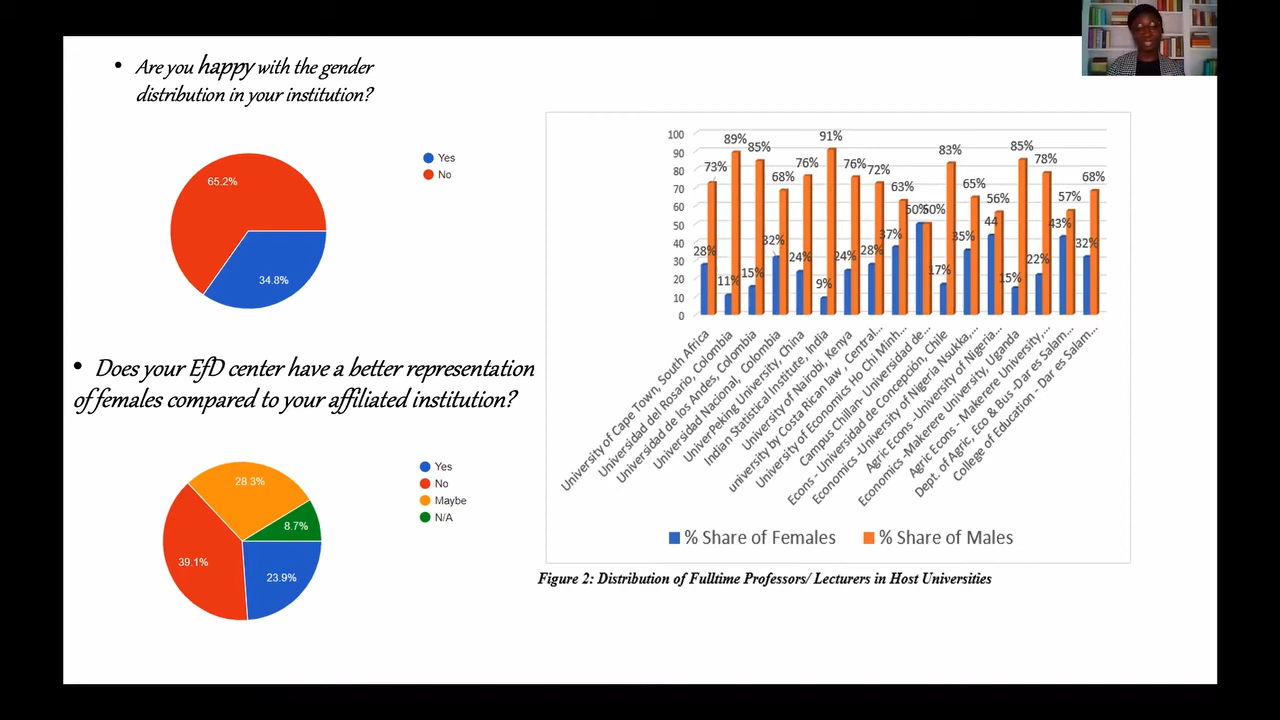 • Are you happy with the gender
distribution in your institution?
65.2%
34.8%
Yes
No
• Does your EfD center have a better representation
of females compared to your affiliated institution?
28.3%
8.7%
39.1%
23.9%
Yes
No
Maybe
N/A
100
90
80
70
60
50
40
30
20
10
0
28%
73%
11%
89%
15%
85%
32%
68%
24%
76%
9%
91%
24%
76%
28%
72%
37%
63%
50%
50%
17%
83%
35%
65%
44
56%
15%
85%
22%
78%
43%
57%
32%
68%
University of Cape Town, South Africa
Universidad del Rosario, Colombia
Universidad de los Andes, Colombia
Universidad Nacional, Colombia
UniverPeking University, China
Indian Statistical Institute, India
University of Nairobi, Kenya
university by Costa Rican law , Central...
University of Economics Ho Chi Minh...
Campus Chillan- Universidad de...
Econs - Universidad de Concepción, Chile
Economics -University of Nigeria Nsukka,...
Agric Econs -University of Nigeria...
Economics -Makerere University, Uganda
Agric Econs - Makerere University,...
Dept. of Agric, Eco & Bus -Dar es Salam...
College of Education - Dar es Salam...
% Share of Females
% Share of Males
Figure 2: Distribution of Fulltime Professors/ Lecturers in Host Universities